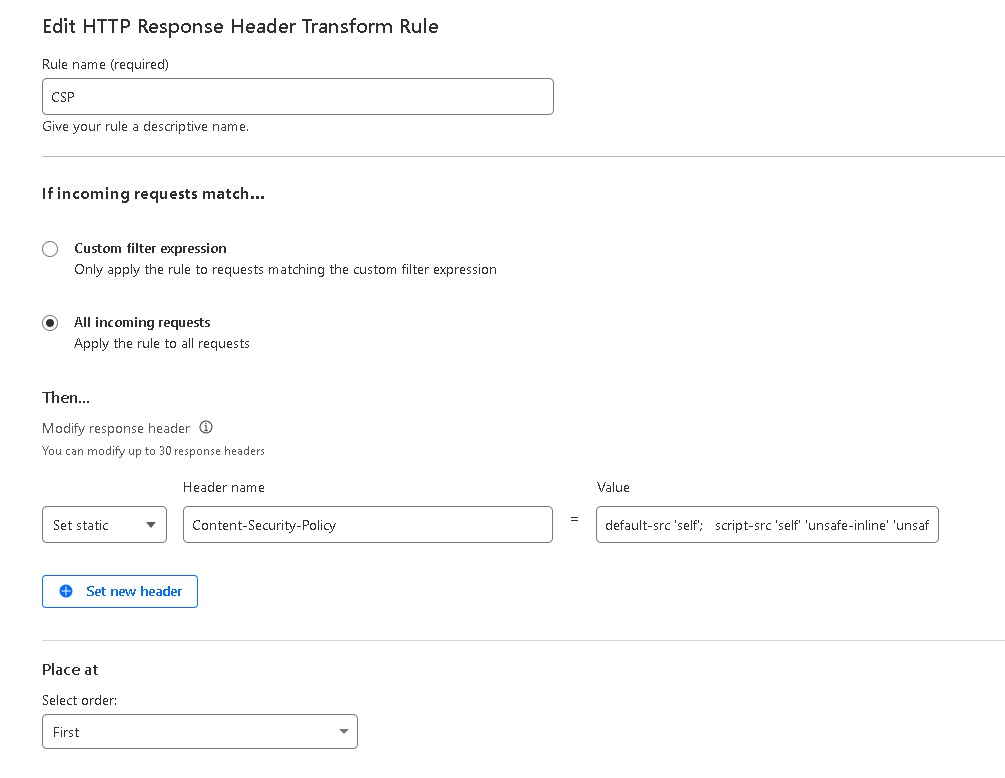 Edit HTTP Response Header Transform Rule
Rule name (required)
CSP
Give your rule a descriptive name.
If incoming requests match...
Custom filter expression
Only apply the rule to requests matching the custom filter expression
All incoming requests
Apply the rule to all requests
Then...
Modify response header
You can modify up to 30 response headers
Header name
Value
Set static
Content-Security-Policy
=
default-src 'self'; script-src 'self' 'unsafe-inline' 'unsaf
Set new header
Place at
Select order:
First